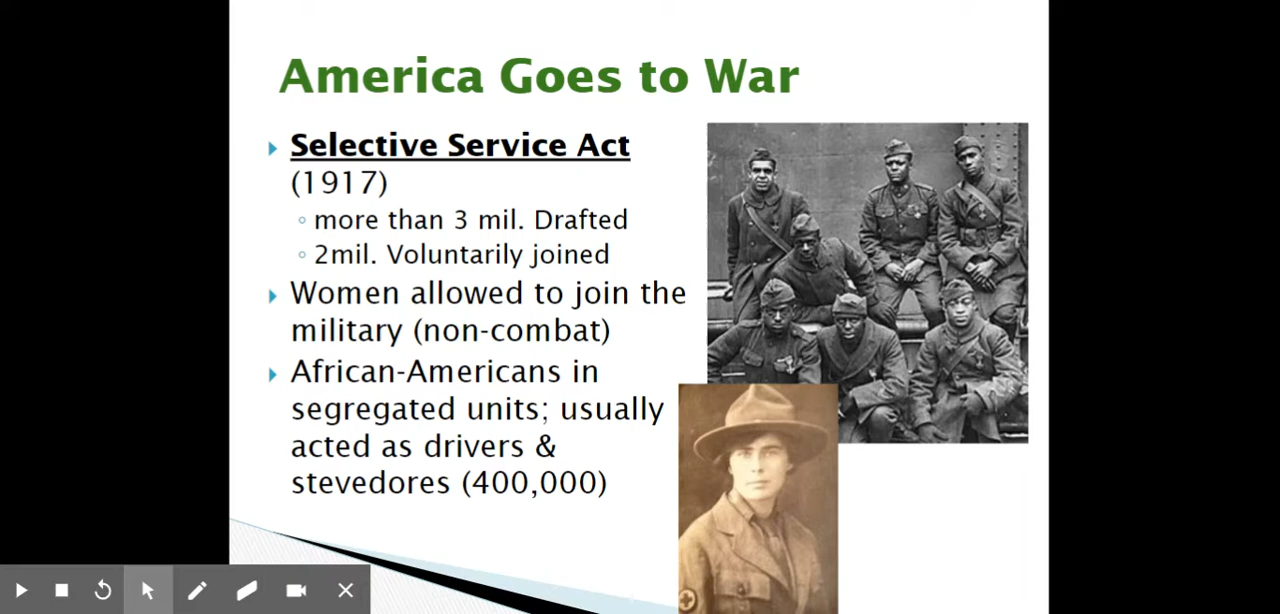 America Goes to War
Selective Service Act
(1917)
more than 3 mil. Drafted
2mil. Voluntarily joined
Women allowed to join the
military (non-combat)
African-Americans in
segregated units; usually
acted as drivers &
stevedores (400,000)